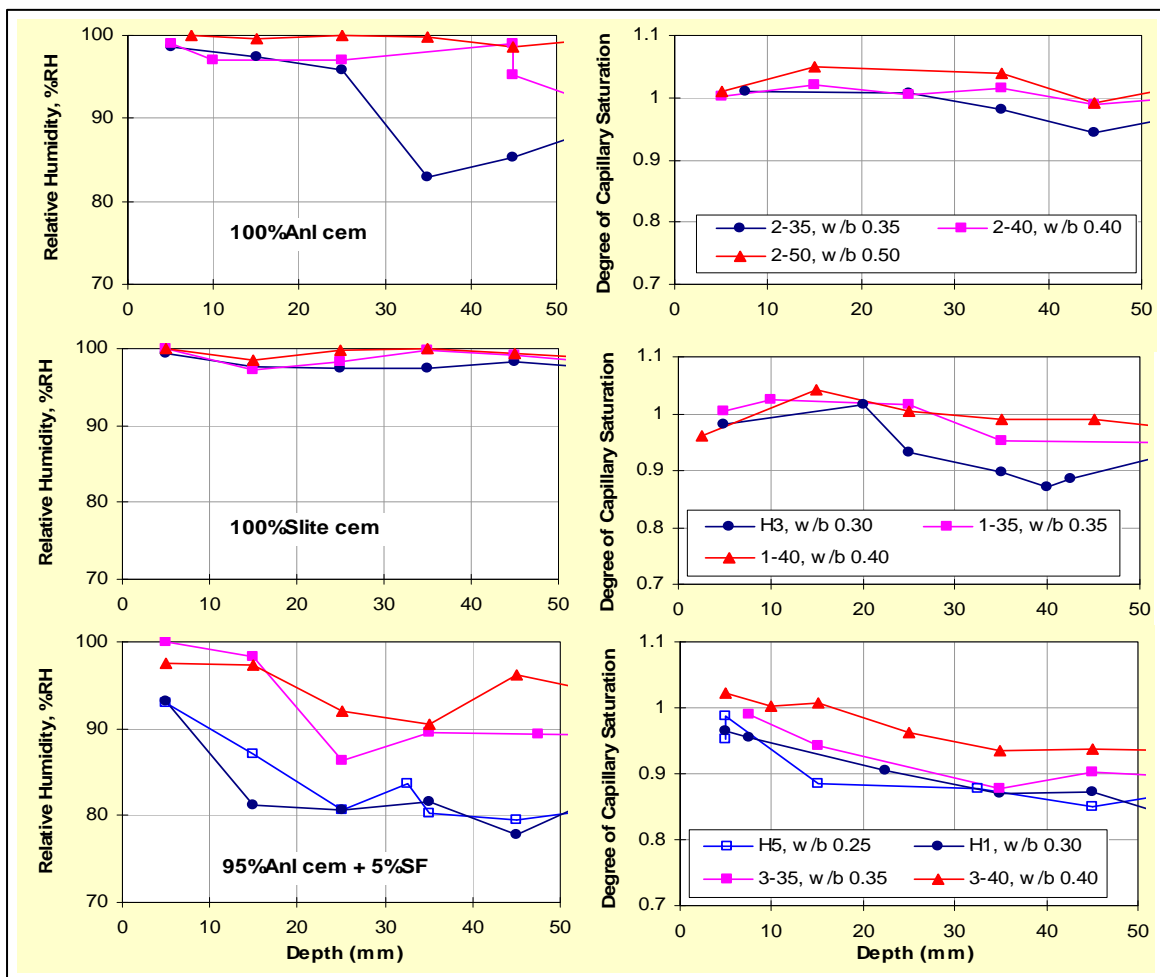 100
90
80
70
0 10 20 30 40 50
Relative Humidity, %RH
100%Anl cem
1.1
1
0.9
0.8
0.7
0 10 20 30 40 50
Degree of Capillary Saturation
2-35, w/b 0.35 2-40, w/b 0.40
2-50, w/b 0.50
100
90
80
70
0 10 20 30 40 50
Relative Humidity, %RH
100%Slite cem
1.1
1
0.9
0.8
0.7
0 10 20 30 40 50
Degree of Capillary Saturation
H3, w/b 0.30 1-35, w/b 0.35
1-40, w/b 0.40
100
90
80
70
0 10 20 30 40 50
Relative Humidity, %RH
95%Anl cem + 5%SF
Depth (mm)
1.1
1
0.9
0.8
0.7
0 10 20 30 40 50
Degree of Capillary Saturation
H5, w/b 0.25 H1, w/b 0.30
3-35, w/b 0.35 3-40, w/b 0.40
Depth (mm)